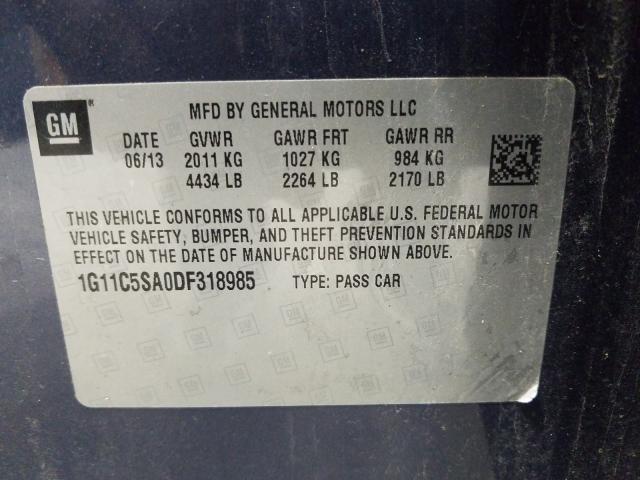 GM ®
MFD BY GENERAL MOTORS LLC
DATE GVWR GAWR FRT GAWR RR
06/13 2011 KG 1027 KG 984 KG
4434 LB 2264 LB 2170 LB
THIS VEHICLE CONFORMS TO ALL APPLICABLE U.S. FEDERAL MOTOR
VEHICLE SAFETY, BUMPER, AND THEFT PREVENTION STANDARDS IN
EFFECT ON THE DATE OF MANUFACTURE SHOWN ABOVE.
1G11C5SA0DF318985 TYPE: PASS CAR